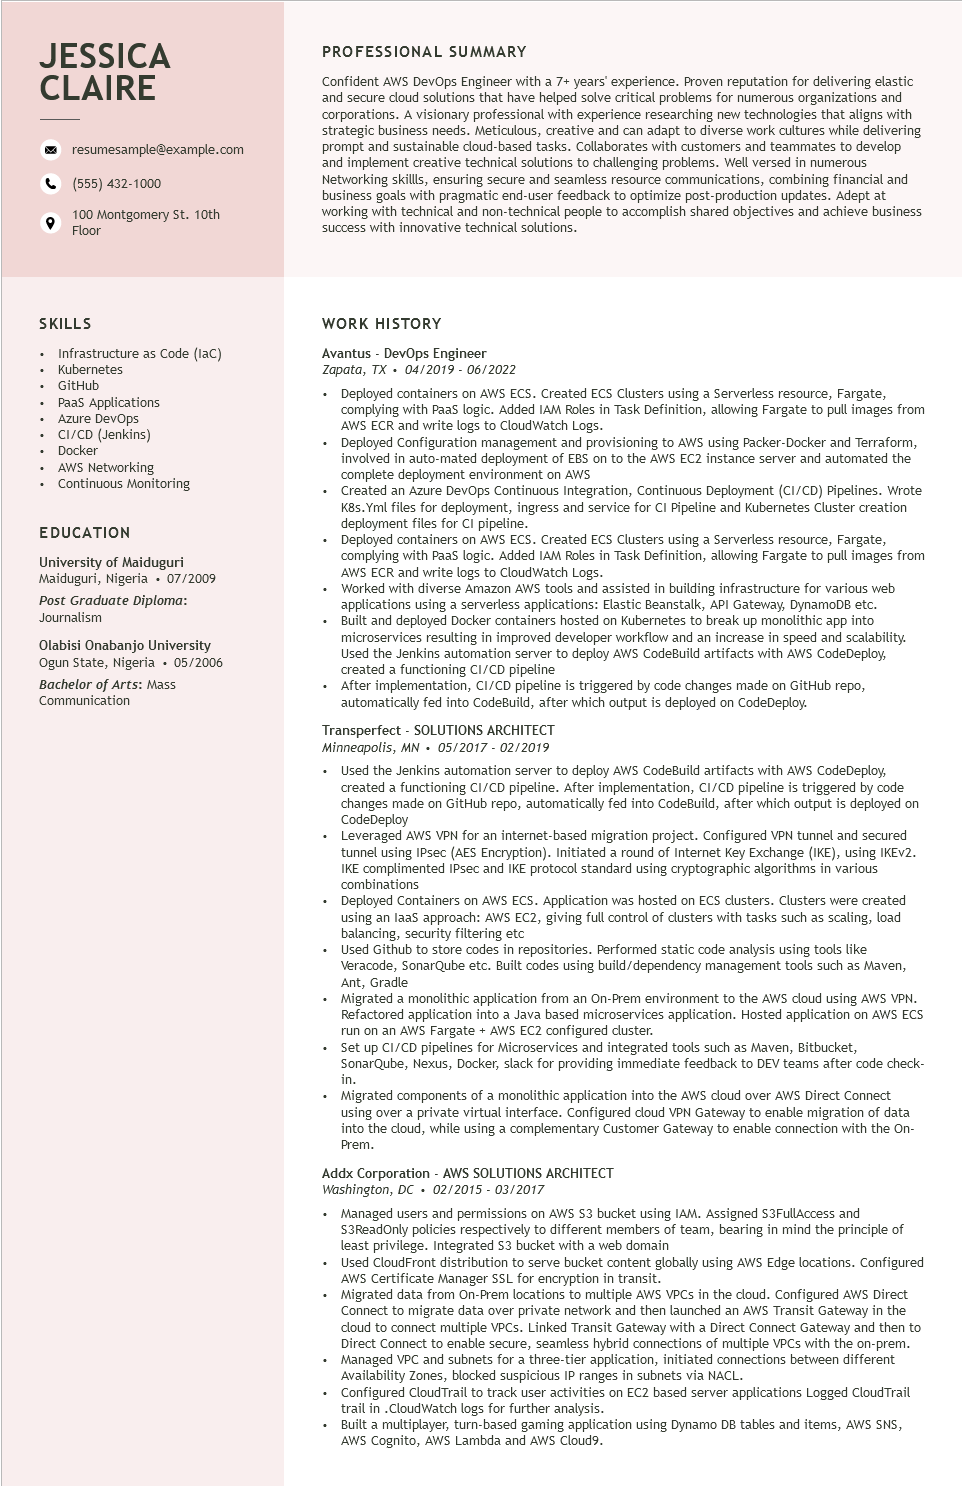 JESSICA
CLAIRE
resumesample@example.com
(555) 432-1000
100 Montgomery St. 10th
Floor
PROFESSIONAL SUMMARY
Confident AWS DevOps Engineer with a 7+ years' experience. Proven reputation for delivering elastic
and secure cloud solutions that have helped solve critical problems for numerous organizations and
corporations. A visionary professional with experience researching new technologies that aligns with
strategic business needs. Meticulous, creative and can adapt to diverse work cultures while delivering
prompt and sustainable cloud-based tasks. Collaborates with customers and teammates to develop
and implement creative technical solutions to challenging problems. Well versed in numerous
Networking skillls, ensuring secure and seamless resource communications, combining financial and
business goals with pragmatic end-user feedback to optimize post-production updates. Adept at
working with technical and non-technical people to accomplish shared objectives and achieve business
success with innovative technical solutions.
SKILLS
• Infrastructure as Code (IaC)
• Kubernetes
• GitHub
• PaaS Applications
• Azure DevOps
• CI/CD (Jenkins)
• Docker
• AWS Networking
• Continuous Monitoring
EDUCATION
University of Maiduguri
Maiduguri, Nigeria • 07/2009
Post Graduate Diploma:
Journalism
Olabisi Onabanjo University
Ogun State, Nigeria • 05/2006
Bachelor of Arts: Mass
Communication
WORK HISTORY
Avantus - DevOps Engineer
Zapata, TX • 04/2019 - 06/2022
• Deployed containers on AWS ECS. Created ECS Clusters using a Serverless resource, Fargate,
complying with PaaS logic. Added IAM Roles in Task Definition, allowing Fargate to pull images from
AWS ECR and write logs to CloudWatch Logs.
• Deployed Configuration management and provisioning to AWS using Packer-Docker and Terraform,
involved in auto-mated deployment of EBS on to the AWS EC2 instance server and automated the
complete deployment environment on AWS
• Created an Azure DevOps Continuous Integration, Continuous Deployment (CI/CD) Pipelines. Wrote
K8s.Yml files for deployment, ingress and service for CI Pipeline and Kubernetes Cluster creation
deployment files for CI pipeline.
• Deployed containers on AWS ECS. Created ECS Clusters using a Serverless resource, Fargate,
complying with PaaS logic. Added IAM Roles in Task Definition, allowing Fargate to pull images from
AWS ECR and write logs to CloudWatch Logs.
• Worked with diverse Amazon AWS tools and assisted in building infrastructure for various web
applications using a serverless applications: Elastic Beanstalk, API Gateway, DynamoDB etc.
• Built and deployed Docker containers hosted on Kubernetes to break up monolithic app into
microservices resulting in improved developer workflow and an increase in speed and scalability.
Used the Jenkins automation server to deploy AWS CodeBuild artifacts with AWS CodeDeploy,
created a functioning CI/CD pipeline
• After implementation, CI/CD pipeline is triggered by code changes made on GitHub repo,
automatically fed into CodeBuild, after which output is deployed on CodeDeploy.
Transperfect - SOLUTIONS ARCHITECT
Minneapolis, MN • 05/2017 - 02/2019
• Used the Jenkins automation server to deploy AWS CodeBuild artifacts with AWS CodeDeploy,
created a functioning CI/CD pipeline. After implementation, CI/CD pipeline is triggered by code
changes made on GitHub repo, automatically fed into CodeBuild, after which output is deployed on
CodeDeploy
• Leveraged AWS VPN for an internet-based migration project. Configured VPN tunnel and secured
tunnel using IPsec (AES Encryption). Initiated a round of Internet Key Exchange (IKE), using IKEv2.
IKE complimented IPsec and IKE protocol standard using cryptographic algorithms in various
combinations
• Deployed Containers on AWS ECS. Application was hosted on ECS clusters. Clusters were created
using an IaaS approach: AWS EC2, giving full control of clusters with tasks such as scaling, load
balancing, security filtering etc
• Used Github to store codes in repositories. Performed static code analysis using tools like
Veracode, SonarQube etc. Built codes using build/dependency management tools such as Maven,
Ant, Gradle
• Migrated a monolithic application from an On-Prem environment to the AWS cloud using AWS VPN.
Refactored application into a Java based microservices application. Hosted application on AWS ECS
run on an AWS Fargate + AWS EC2 configured cluster.
• Set up CI/CD pipelines for Microservices and integrated tools such as Maven, Bitbucket,
SonarQube, Nexus, Docker, slack for providing immediate feedback to DEV teams after code check-
in.
• Migrated components of a monolithic application into the AWS cloud over AWS Direct Connect
using over a private virtual interface. Configured cloud VPN Gateway to enable migration of data
into the cloud, while using a complementary Customer Gateway to enable connection with the On-
Prem.
Addx Corporation - AWS SOLUTIONS ARCHITECT
Washington, DC • 02/2015 - 03/2017
• Managed users and permissions on AWS S3 bucket using IAM. Assigned S3FullAccess and
S3ReadOnly policies respectively to different members of team, bearing in mind the principle of
least privilege. Integrated S3 bucket with a web domain
• Used CloudFront distribution to serve bucket content globally using AWS Edge locations. Configured
AWS Certificate Manager SSL for encryption in transit.
• Migrated data from On-Prem locations to multiple AWS VPCs in the cloud. Configured AWS Direct
Connect to migrate data over private network and then launched an AWS Transit Gateway in the
cloud to connect multiple VPCs. Linked Transit Gateway with a Direct Connect Gateway and then to
Direct Connect to enable secure, seamless hybrid connections of multiple VPCs with the on-prem.
• Managed VPC and subnets for a three-tier application, initiated connections between different
Availability Zones, blocked suspicious IP ranges in subnets via NACL.
• Configured CloudTrail to track user activities on EC2 based server applications Logged CloudTrail
trail in .CloudWatch logs for further analysis.
• Built a multiplayer, turn-based gaming application using Dynamo DB tables and items, AWS SNS,
AWS Cognito, AWS Lambda and AWS Cloud9.